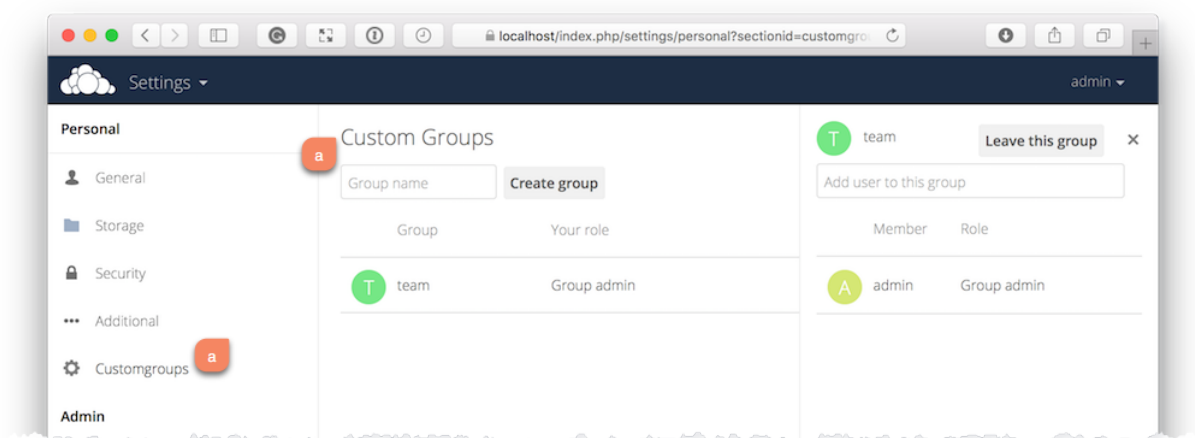 localhost/index.php/settings/personal?sectionid=customgro
Settings
admin
Personal
General
Storage
Security
Additional
Customgroups
a
Admin
a
Custom Groups
Group name
Create group
Group Your role
T team Group admin
T team Leave this group ×
Add user to this group
Member Role
A admin Group admin